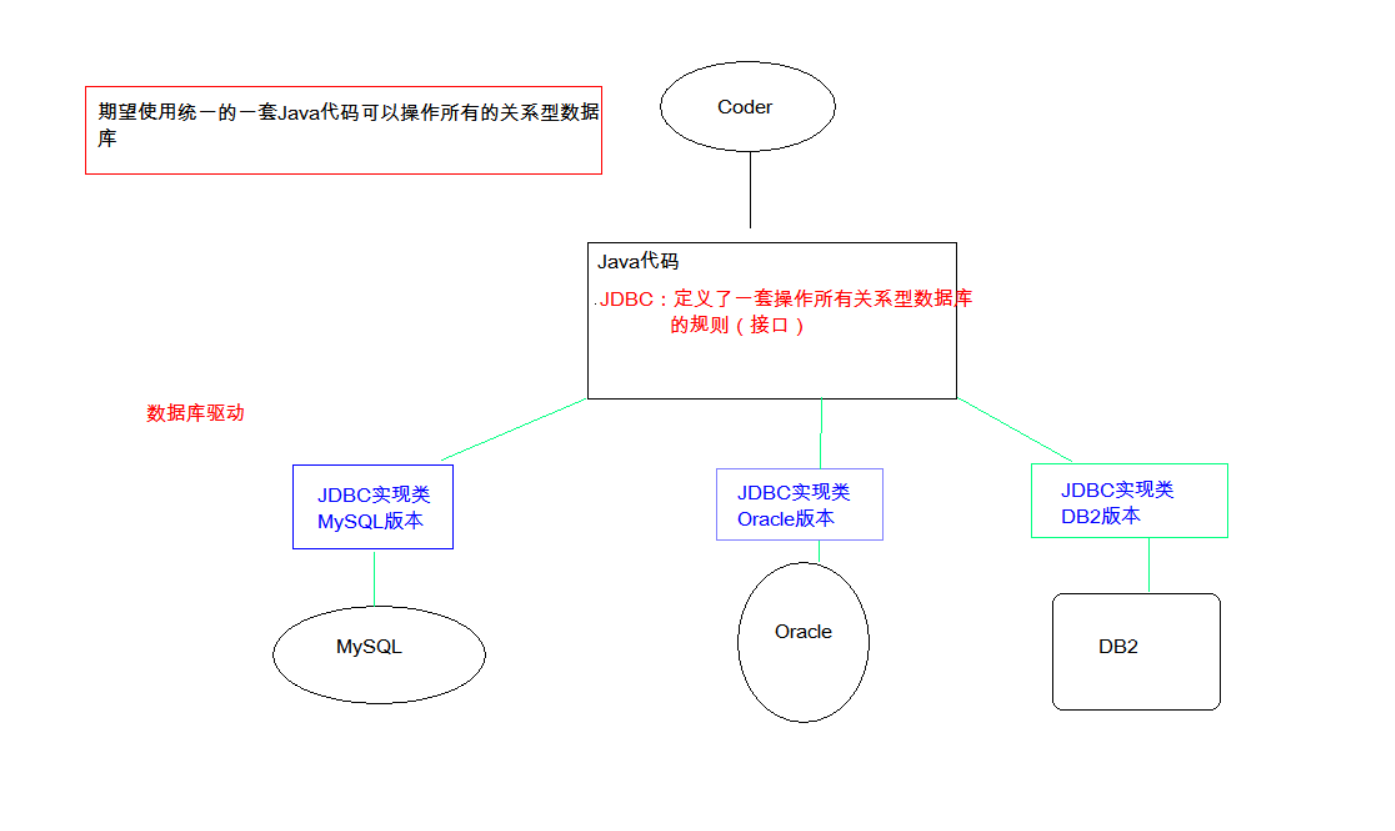 Coder
期望使用统一的一套Java代码可以操作所有的关系型数据
库
Java代码
.JDBC：定义了一套操作所有关系型数据库
的规则（接口）
数据库驱动
JDBC实现类
MySQL版本
JDBC实现类
Oracle版本
JDBC实现类
DB2版本
MySQL
Oracle
DB2